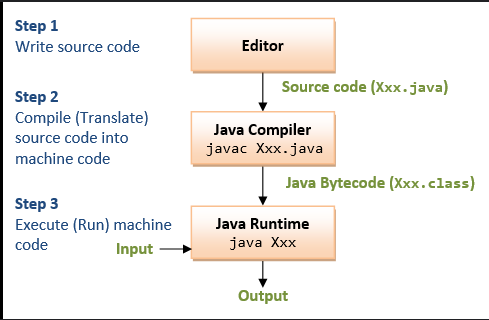 Step 1
Write source code
Editor
Source code (Xxx.java)
Step 2
Compile (Translate)
source code into
machine code
Java Compiler
javac Xxx.java
Java Bytecode (Xxx.class)
Step 3
Execute (Run) machine
code
Java Runtime
java Xxx
Input
Output